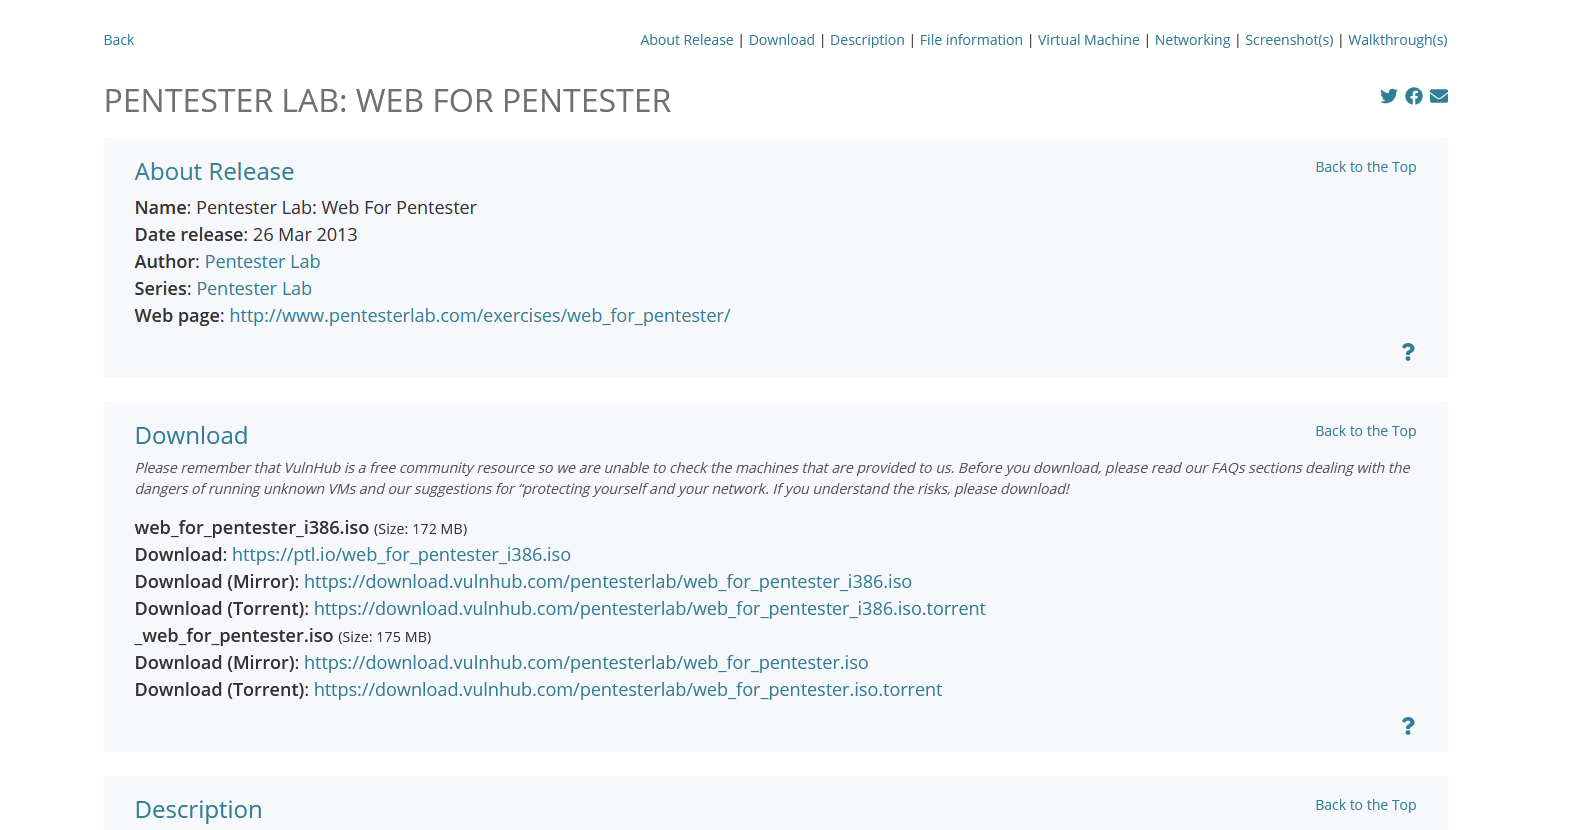 Back
About Release | Download | Description | File information | Virtual Machine | Networking | Screenshot(s) | Walkthrough(s)
PENTESTER LAB: WEB FOR PENTESTER
About Release
Back to the Top
Name: Pentester Lab: Web For Pentester
Date release: 26 Mar 2013
Author: Pentester Lab
Series: Pentester Lab
Web page: http://www.pentesterlab.com/exercises/web_for_pentester/
?
Download
Back to the Top
Please remember that VulnHub is a free community resource so we are unable to check the machines that are provided to us. Before you download, please read our FAQs sections dealing with the
dangers of running unknown VMs and our suggestions for “protecting yourself and your network. If you understand the risks, please download!
web_for_pentester_i386.iso (Size: 172 MB)
Download: https://ptl.io/web_for_pentester_i386.iso
Download (Mirror): https://download.vulnhub.com/pentesterlab/web_for_pentester_i386.iso
Download (Torrent): https://download.vulnhub.com/pentesterlab/web_for_pentester_i386.iso.torrent
_web_for_pentester.iso (Size: 175 MB)
Download (Mirror): https://download.vulnhub.com/pentesterlab/web_for_pentester.iso
Download (Torrent): https://download.vulnhub.com/pentesterlab/web_for_pentester.iso.torrent
?
Description
Back to the Top